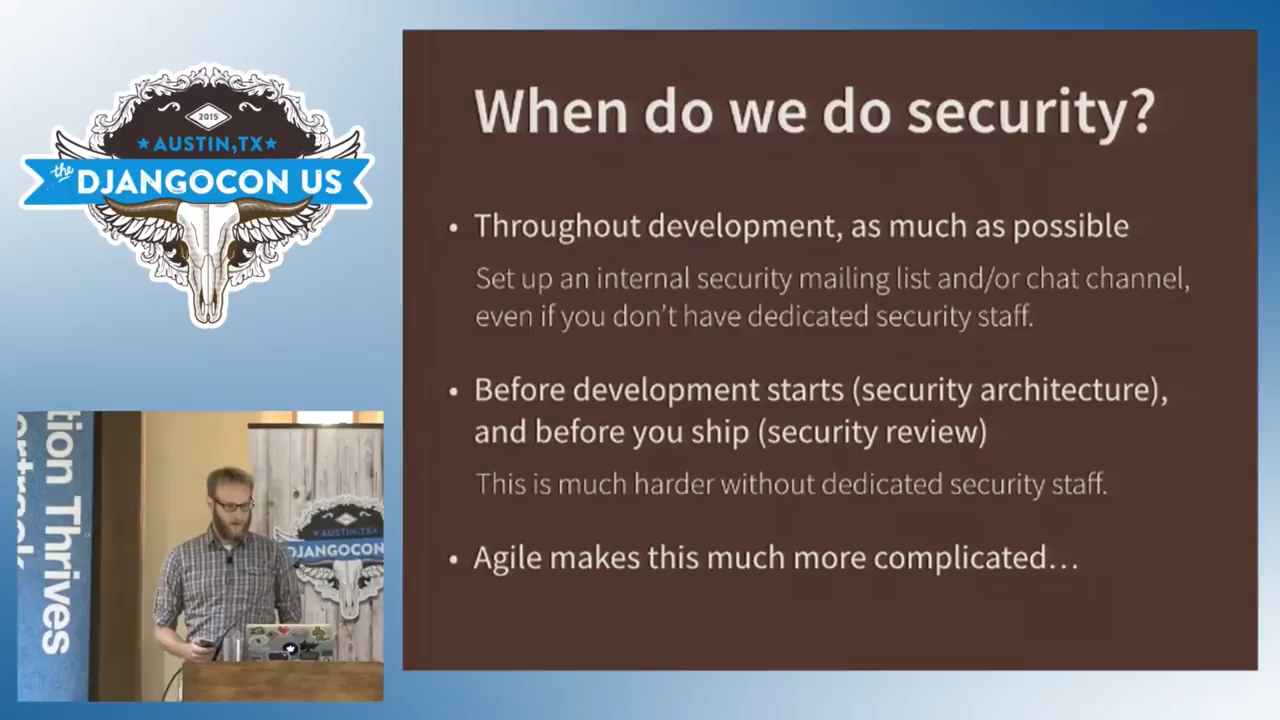 2015
AUSTIN, TX
the
DJANGOCON US
When do we do security?
• Throughout development, as much as possible
Set up an internal security mailing list and/or chat channel,
even if you don't have dedicated security staff.
• Before development starts (security architecture),
and before you ship (security review)
This is much harder without dedicated security staff.
• Agile makes this much more complicated…
tion Thrives
AUSTIN, TX
DJANGOCON